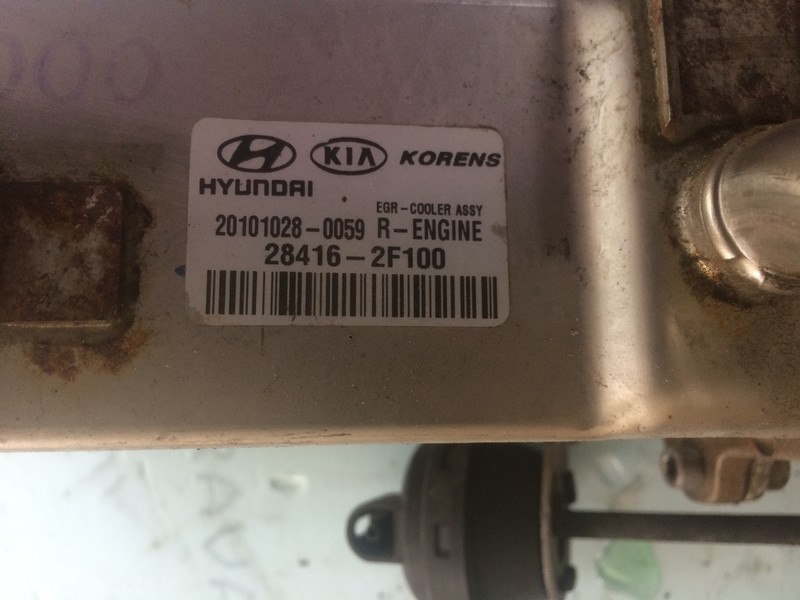 KIA KORENS
HYUNDAI
EGR-COOLER ASSY
20101028-0059 R-ENGINE
28416-2F100